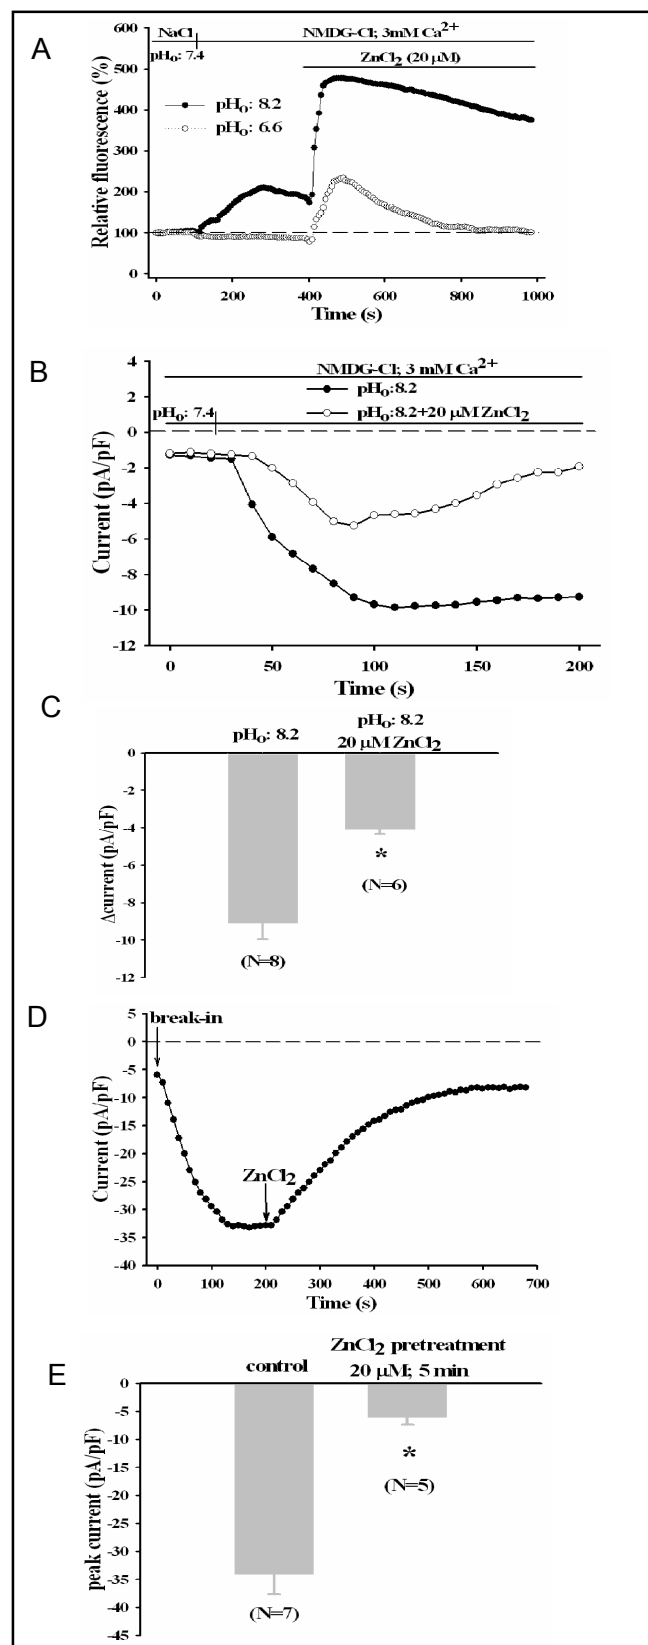 A
NaCl NMDG-Cl; 3mM Ca²⁺
pHₒ: 7.4 ZnCl₂ (20 µM)
600
500
400
300
200
100
0
Relative fluorescence (%)
pHₒ: 8.2
pHₒ: 6.6
0 200 400 600 800 1000
Time (s)
B
NMDG-Cl; 3 mM Ca²⁺
pHₒ:8.2
pHₒ: 7.4 pHₒ:8.2+20 µM ZnCl₂
4
2
0
-2
-4
-6
-8
-10
-12
Current (pA/pF)
0 50 100 150 200
Time (s)
C
pHₒ: 8.2 pHₒ: 8.2
20 µM ZnCl₂
0
-2
-4
-6
-8
-10
-12
Δcurrent (pA/pF)
*
(N=6)
(N=8)
D
break-in
5
0
-5
-10
-15
-20
-25
-30
-35
-40
Current (pA/pF)
ZnCl₂
0 100 200 300 400 500 600 700
Time (s)
E
control ZnCl₂ pretreatment
20 µM; 5 min
0
-5
-10
-15
-20
-25
-30
-35
-40
-45
peak current (pA/pF)
*
(N=5)
(N=7)